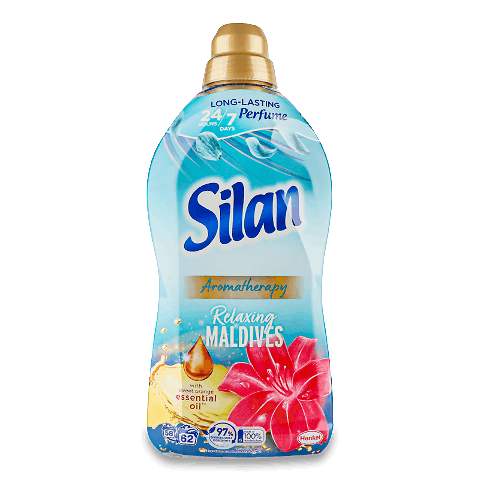 LONG-LASTING
24/7 Perfume
HOURS DAYS
Silan
Aromatherapy
Relaxing
MALDIVES
with
sweet orange
essential
oil
62
97%
100%
Henkel